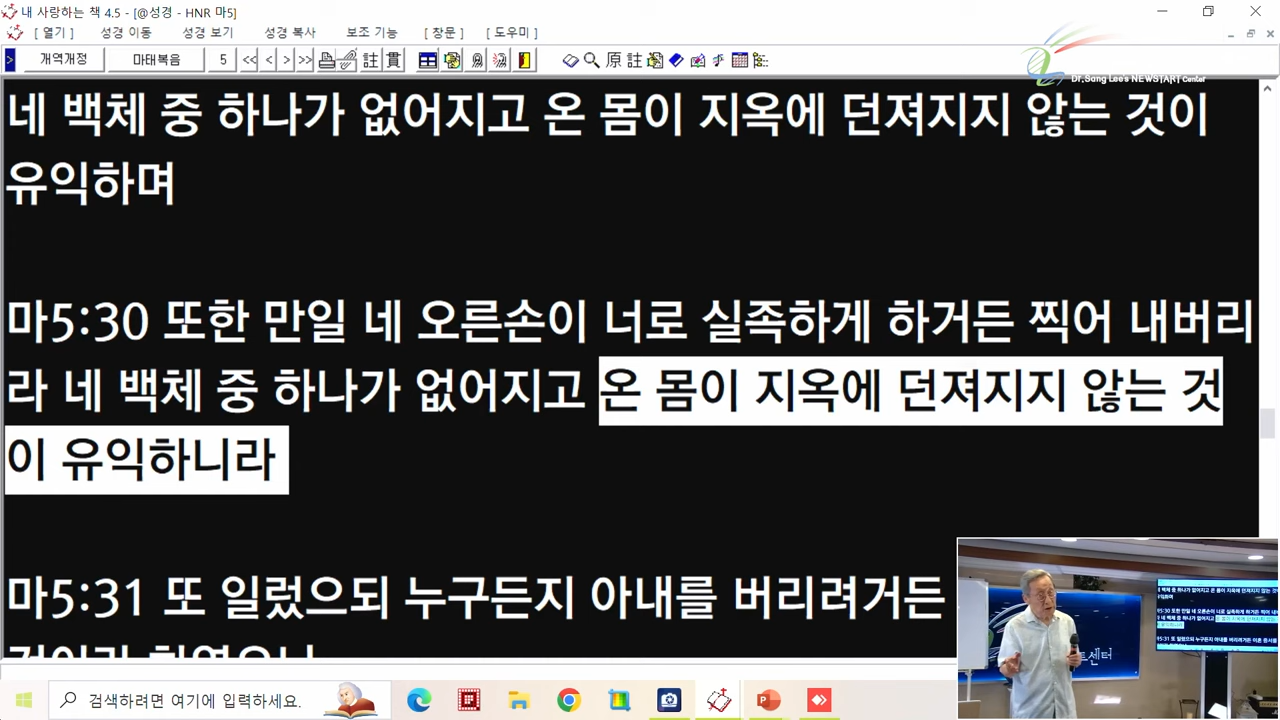 내 사랑하는 책 4.5 - [@성경 - HNR 마5]
[ 열기 ] 성경 이동 성경 보기 성경 복사 보조 기능 [ 창문 ] [ 도우미 ]
> 개역개정 마태복음 5 << < > >> 註 貫 原 註
Dr.Sang Lee's NEWSTART Center
네 백체 중 하나가 없어지고 온 몸이 지옥에 던져지지 않는 것이
유익하며
마5:30 또한 만일 네 오른손이 너로 실족하게 하거든 찍어 내버리
라 네 백체 중 하나가 없어지고 온 몸이 지옥에 던져지지 않는 것
이 유익하니라
마5:31 또 일렀으되 누구든지 아내를 버리려거든
트센터
검색하려면 여기에 입력하세요.